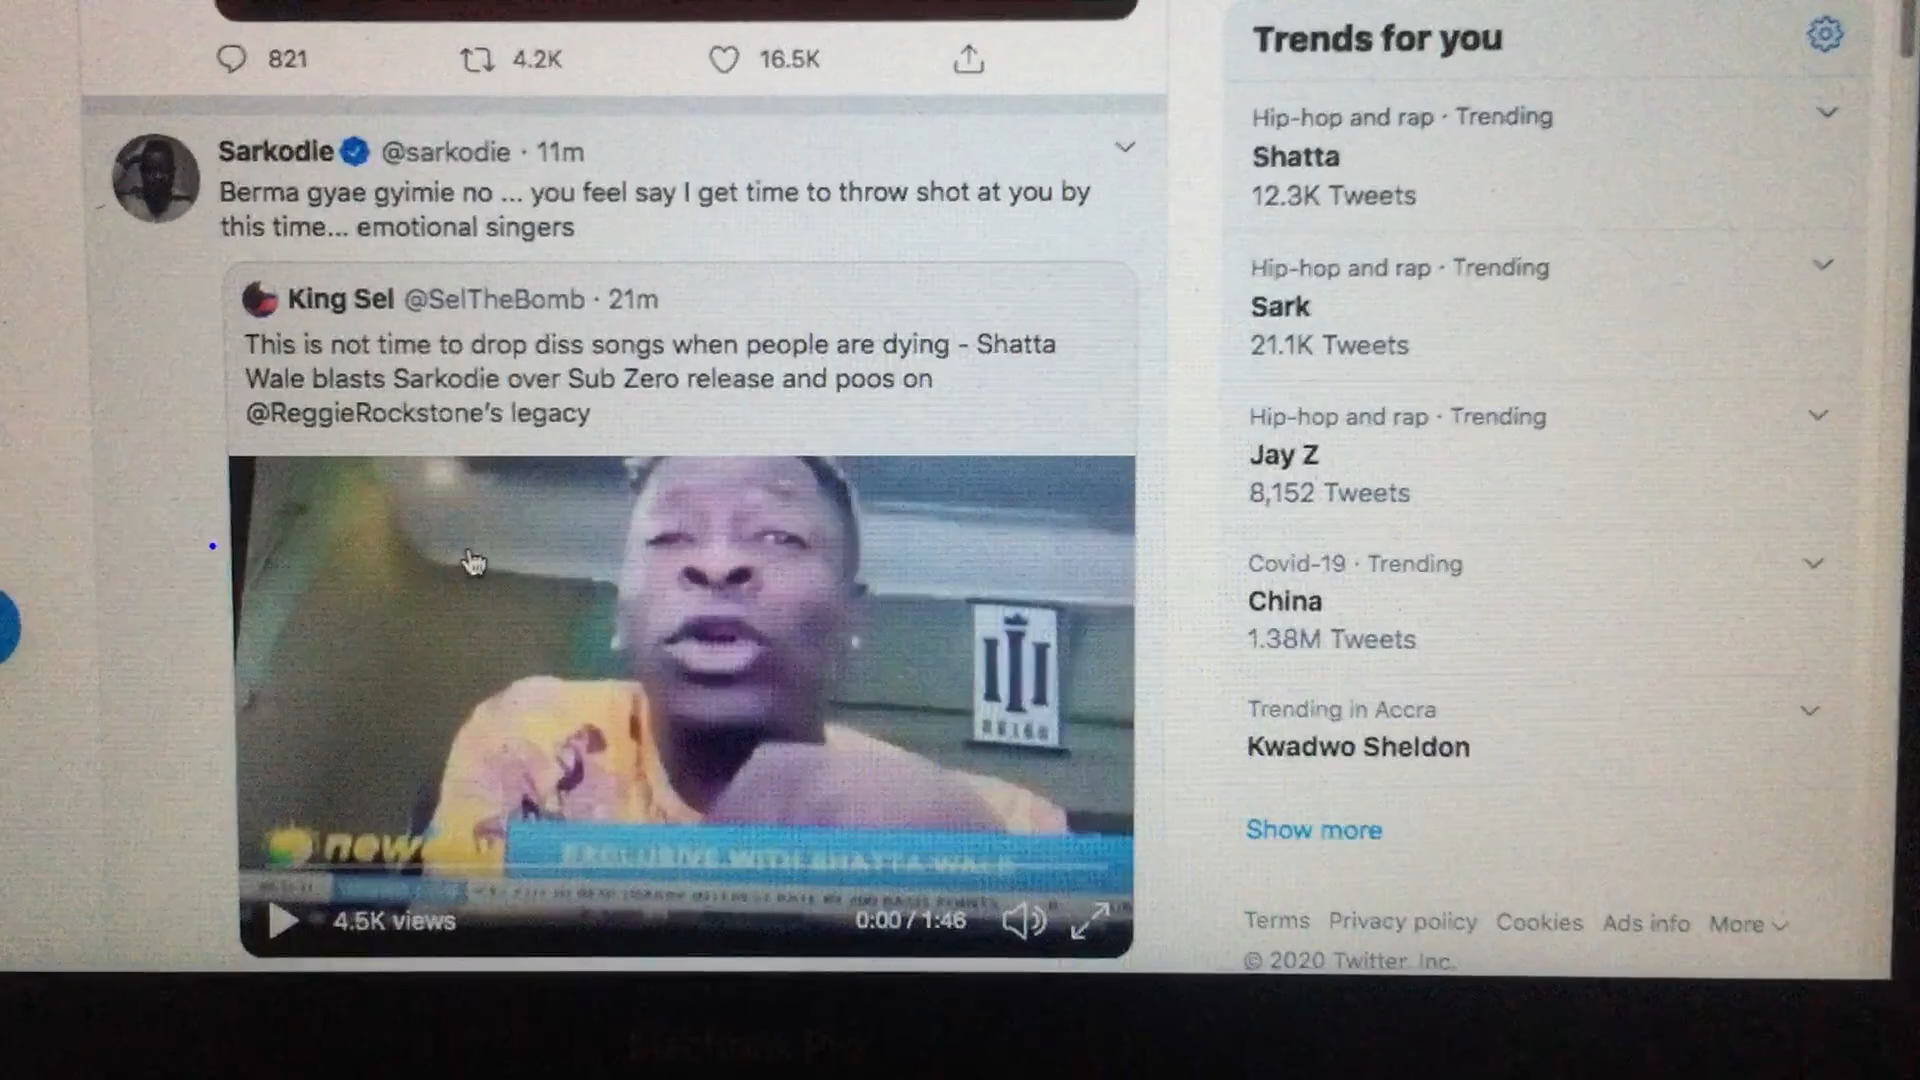 821 4.2K 16.5K
Sarkodie @sarkodie · 11m
Berma gyae gyimie no ... you feel say I get time to throw shot at you by
this time... emotional singers
King Sel @SelTheBomb · 21m
This is not time to drop diss songs when people are dying - Shatta
Wale blasts Sarkodie over Sub Zero release and poos on
@ReggieRockstone's legacy
news
EXCLUSIVE WITH SHATTA WALE
4.5K views 0:00 / 1:46
Trends for you
Hip-hop and rap · Trending
Shatta
12.3K Tweets
Hip-hop and rap · Trending
Sark
21.1K Tweets
Hip-hop and rap · Trending
Jay Z
8,152 Tweets
Covid-19 · Trending
China
1.38M Tweets
Trending in Accra
Kwadwo Sheldon
Show more
Terms Privacy policy Cookies Ads info More
© 2020 Twitter, Inc.